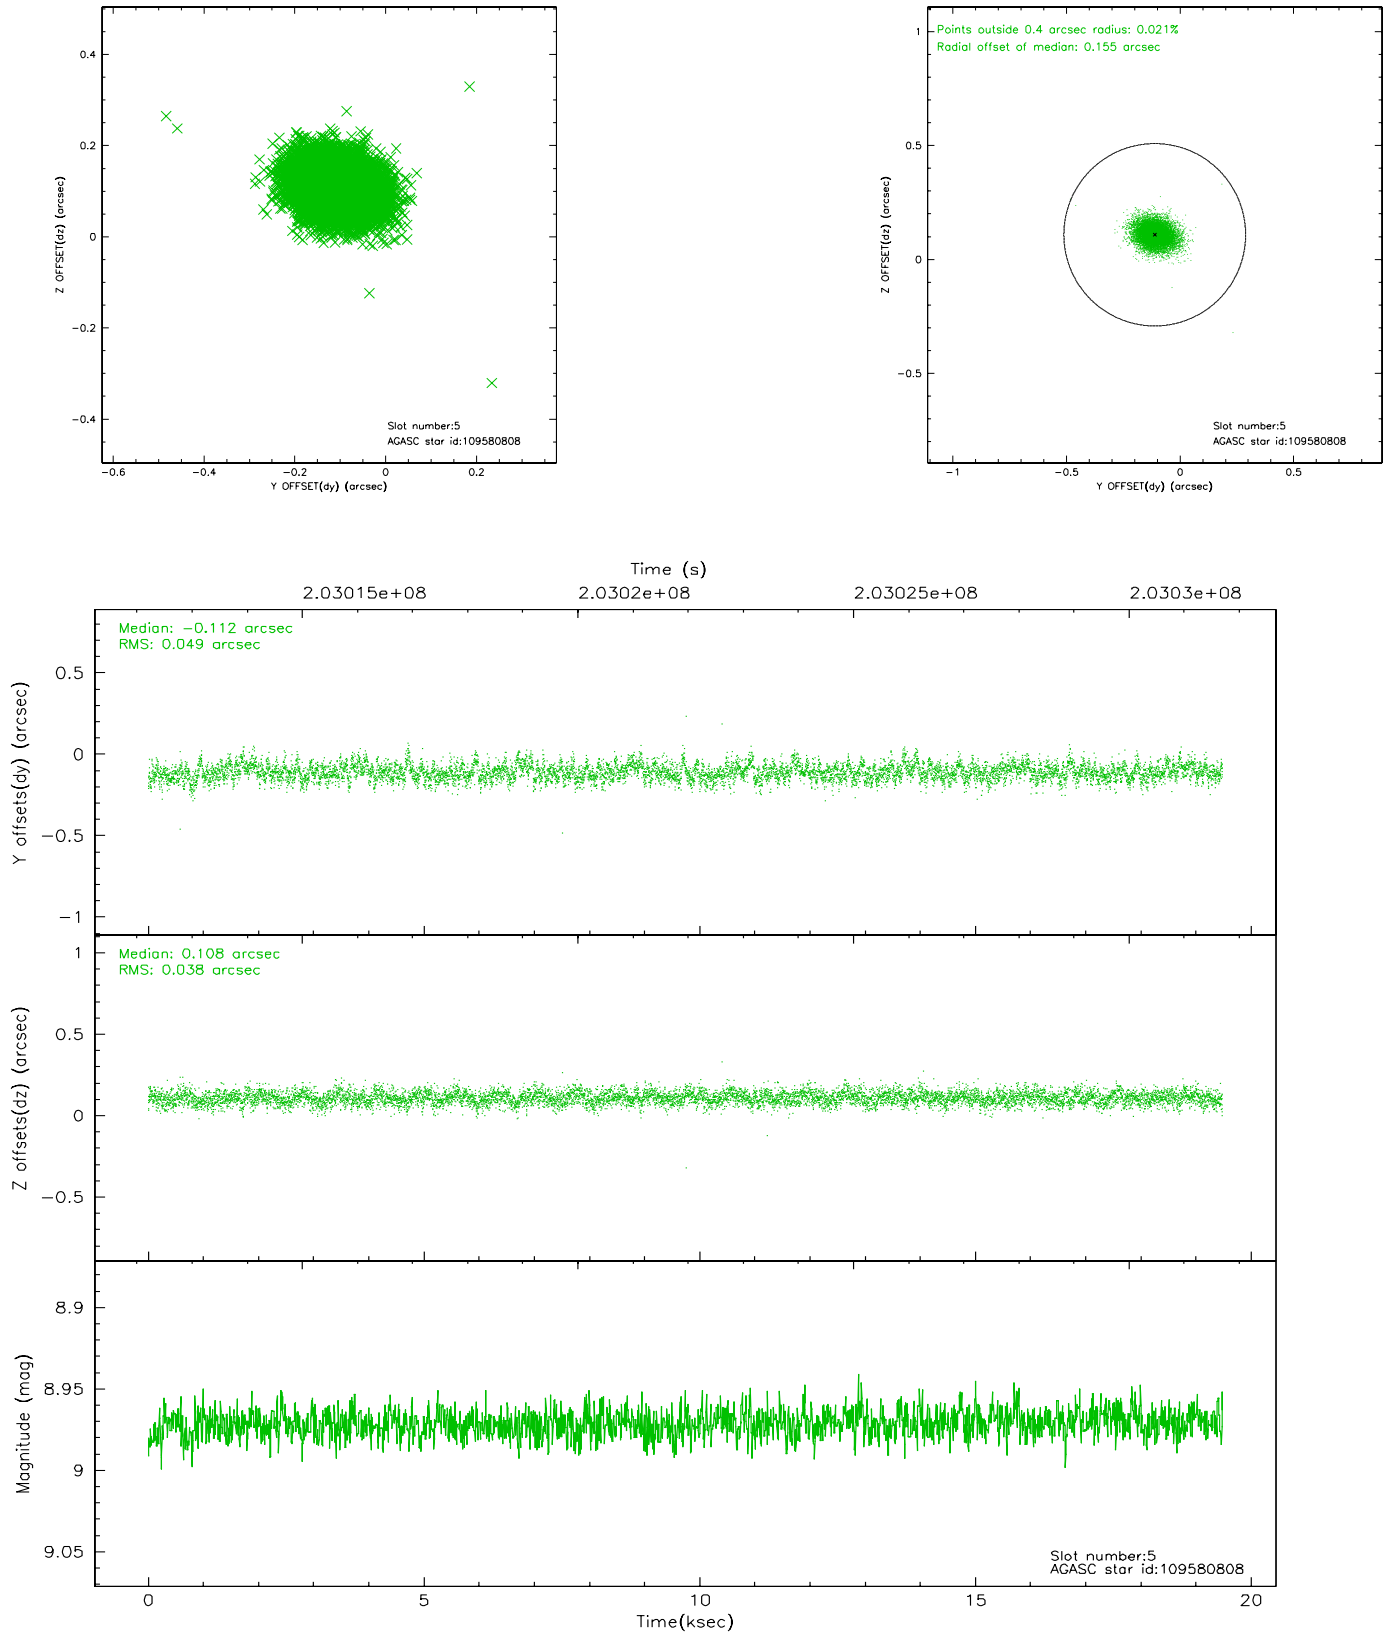 0.4
0.2
0
−0.2
−0.4
Z OFFSET(dz) (arcsec)
Slot number:5
AGASC star id:109580808
−0.6 −0.4 −0.2 0 0.2
Y OFFSET(dy) (arcsec)
Points outside 0.4 arcsec radius: 0.021%
Radial offset of median: 0.155 arcsec
1
0.5
0
−0.5
Z OFFSET(dz) (arcsec)
Slot number:5
AGASC star id:109580808
−1 −0.5 0 0.5
Y OFFSET(dy) (arcsec)
Time (s)
2.03015e+08 2.0302e+08 2.03025e+08 2.0303e+08
Median: −0.112 arcsec
RMS: 0.049 arcsec
0.5
0
−0.5
−1
Y offsets(dy) (arcsec)
Median: 0.108 arcsec
RMS: 0.038 arcsec
1
0.5
0
−0.5
Z offsets(dz) (arcsec)
8.9
8.95
9
9.05
Magnitude (mag)
Slot number:5
AGASC star id:109580808
0 5 10 15 20
Time(ksec)